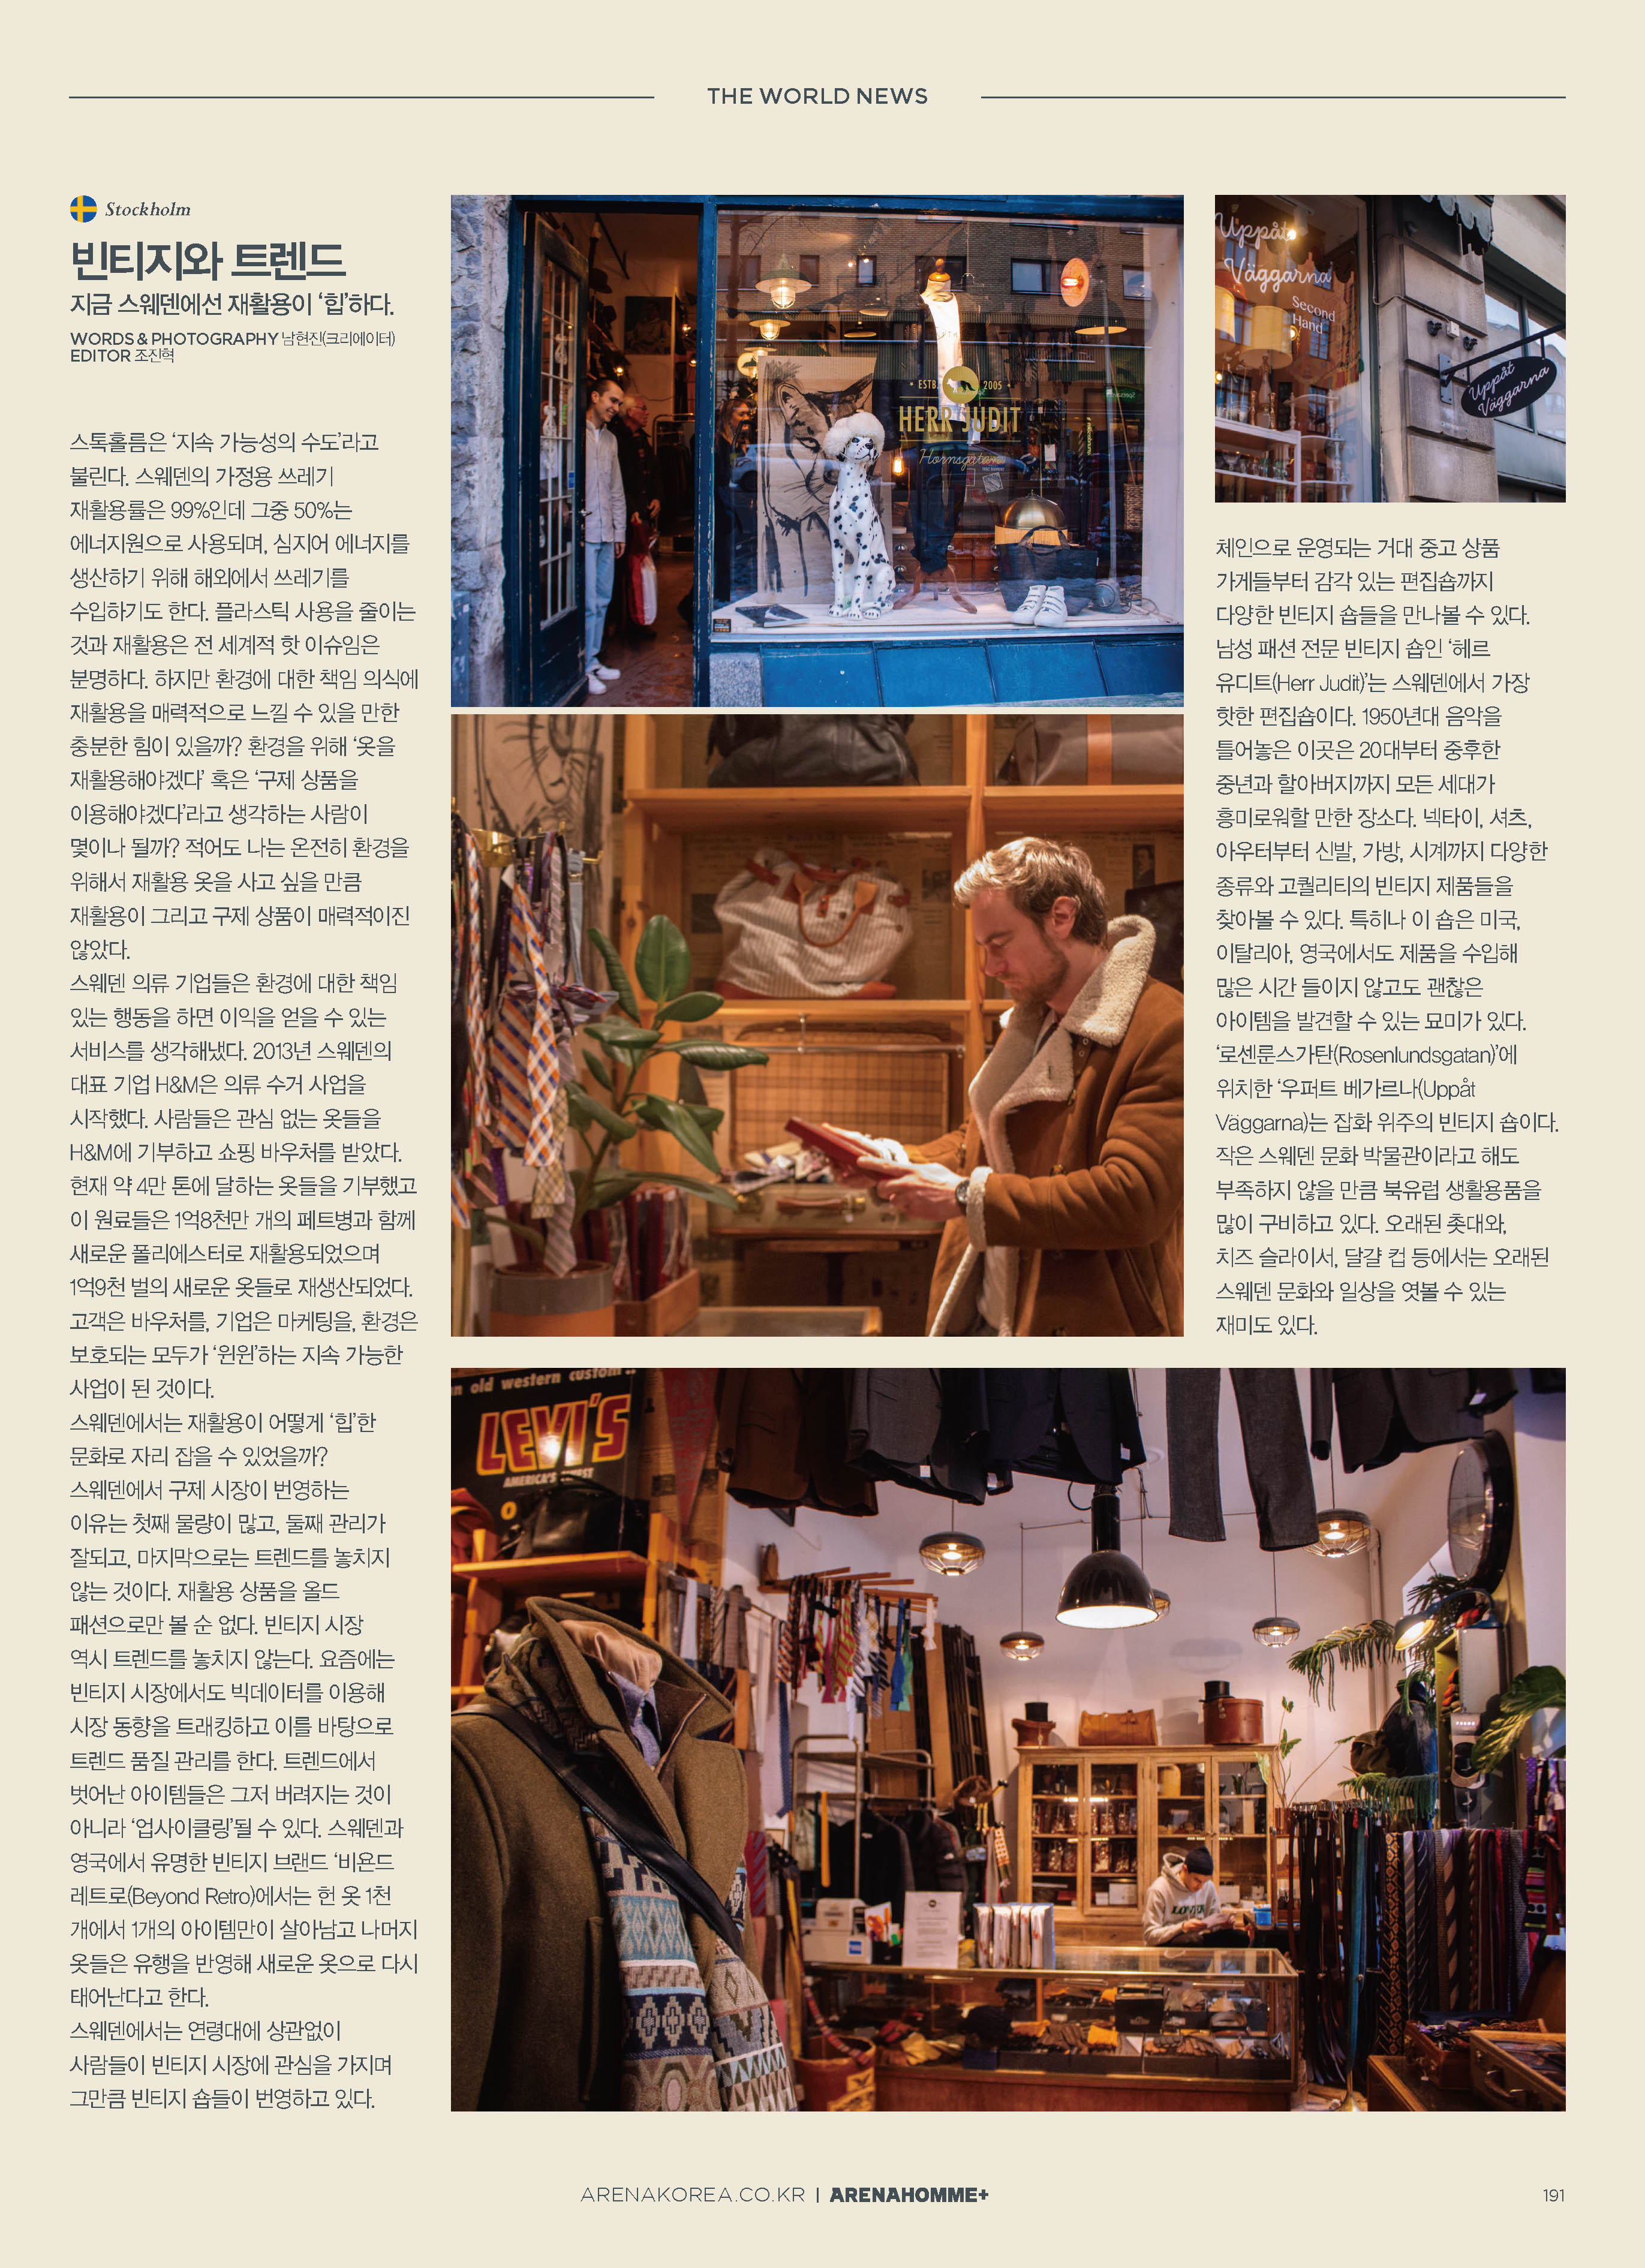 THE WORLD NEWS
Stockholm
빈티지와 트렌드
지금 스웨덴에선 재활용이 ‘힙’하다.
WORDS & PHOTOGRAPHY 남현진(크리에이터)
EDITOR 조진혁
스톡홀름은 ‘지속 가능성의 수도’라고
불린다. 스웨덴의 가정용 쓰레기
재활용률은 99%인데 그중 50%는
에너지원으로 사용되며, 심지어 에너지를
생산하기 위해 해외에서 쓰레기를
수입하기도 한다. 플라스틱 사용을 줄이는
것과 재활용은 전 세계적 핫 이슈임은
분명하다. 하지만 환경에 대한 책임 의식에
재활용을 매력적으로 느낄 수 있을 만한
충분한 힘이 있을까? 환경을 위해 ‘옷을
재활용해야겠다’ 혹은 ‘구제 상품을
이용해야겠다’라고 생각하는 사람이
몇이나 될까? 적어도 나는 온전히 환경을
위해서 재활용 옷을 사고 싶을 만큼
재활용이 그리고 구제 상품이 매력적이진
않았다.
스웨덴 의류 기업들은 환경에 대한 책임
있는 행동을 하면 이익을 얻을 수 있는
서비스를 생각해냈다. 2013년 스웨덴의
대표 기업 H&M은 의류 수거 사업을
시작했다. 사람들은 관심 없는 옷들을
H&M에 기부하고 쇼핑 바우처를 받았다.
현재 약 4만 톤에 달하는 옷들을 기부했고
이 원료들은 1억8천만 개의 페트병과 함께
새로운 폴리에스터로 재활용되었으며
1억9천 벌의 새로운 옷들로 재생산되었다.
고객은 바우처를, 기업은 마케팅을, 환경은
보호되는 모두가 ‘윈윈’하는 지속 가능한
사업이 된 것이다.
스웨덴에서는 재활용이 어떻게 ‘힙’한
문화로 자리 잡을 수 있었을까?
스웨덴에서 구제 시장이 번영하는
이유는 첫째 물량이 많고, 둘째 관리가
잘되고, 마지막으로는 트렌드를 놓치지
않는 것이다. 재활용 상품을 올드
패션으로만 볼 순 없다. 빈티지 시장
역시 트렌드를 놓치지 않는다. 요즘에는
빈티지 시장에서도 빅데이터를 이용해
시장 동향을 트래킹하고 이를 바탕으로
트렌드 품질 관리를 한다. 트렌드에서
벗어난 아이템들은 그저 버려지는 것이
아니라 ‘업사이클링’될 수 있다. 스웨덴과
영국에서 유명한 빈티지 브랜드 ‘비욘드
레트로(Beyond Retro)에서는 헌 옷 1천
개에서 1개의 아이템만이 살아남고 나머지
옷들은 유행을 반영해 새로운 옷으로 다시
태어난다고 한다.
스웨덴에서는 연령대에 상관없이
사람들이 빈티지 시장에 관심을 가지며
그만큼 빈티지 숍들이 번영하고 있다.
ESTB. 2005
HERR JUDIT
Hornsgatan
Uppåt
Väggarna
Second
Hand
Uppåt
Väggarna
체인으로 운영되는 거대 중고 상품
가게들부터 감각 있는 편집숍까지
다양한 빈티지 숍들을 만나볼 수 있다.
남성 패션 전문 빈티지 숍인 ‘헤르
유디트(Herr Judit)’는 스웨덴에서 가장
핫한 편집숍이다. 1950년대 음악을
틀어놓은 이곳은 20대부터 중후한
중년과 할아버지까지 모든 세대가
흥미로워할 만한 장소다. 넥타이, 셔츠,
아우터부터 신발, 가방, 시계까지 다양한
종류와 고퀄리티의 빈티지 제품들을
찾아볼 수 있다. 특히나 이 숍은 미국,
이탈리아, 영국에서도 제품을 수입해
많은 시간 들이지 않고도 괜찮은
아이템을 발견할 수 있는 묘미가 있다.
‘로센룬스가탄(Rosenlundsgatan)’에
위치한 ‘우퍼트 베가르나(Uppåt
Väggarna)는 잡화 위주의 빈티지 숍이다.
작은 스웨덴 문화 박물관이라고 해도
부족하지 않을 만큼 북유럽 생활용품을
많이 구비하고 있다. 오래된 촛대와,
치즈 슬라이서, 달걀 컵 등에서는 오래된
스웨덴 문화와 일상을 엿볼 수 있는
재미도 있다.
old western custom
LEVI'S
AMERICA'S
ARENAKOREA.CO.KR | ARENAHOMME+
191